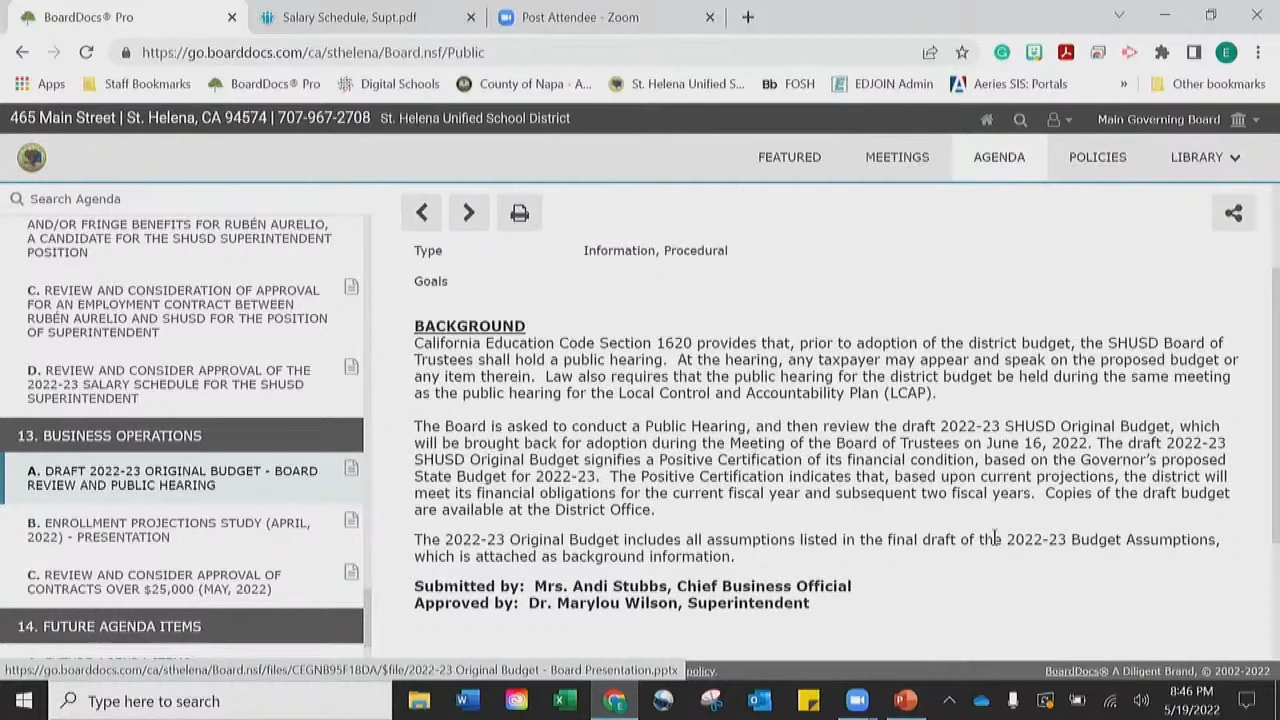 BoardDocs® Pro
Salary Schedule, Supt.pdf
Post Attendee - Zoom
https://go.boarddocs.com/ca/sthelena/Board.nsf/Public
Apps
Staff Bookmarks
BoardDocs® Pro
Digital Schools
County of Napa - A...
St. Helena Unified S...
Bb FOSH
EDJOIN Admin
Aeries SIS: Portals
»
Other bookmarks
465 Main Street | St. Helena, CA 94574 | 707-967-2708 St. Helena Unified School District
Main Governing Board
FEATURED
MEETINGS
AGENDA
POLICIES
LIBRARY
Search Agenda
AND/OR FRINGE BENEFITS FOR RUBÉN AURELIO,
A CANDIDATE FOR THE SHUSD SUPERINTENDENT
POSITION
C. REVIEW AND CONSIDERATION OF APPROVAL
FOR AN EMPLOYMENT CONTRACT BETWEEN
RUBÉN AURELIO AND SHUSD FOR THE POSITION
OF SUPERINTENDENT
D. REVIEW AND CONSIDER APPROVAL OF THE
2022-23 SALARY SCHEDULE FOR THE SHUSD
SUPERINTENDENT
13. BUSINESS OPERATIONS
A. DRAFT 2022-23 ORIGINAL BUDGET - BOARD
REVIEW AND PUBLIC HEARING
B. ENROLLMENT PROJECTIONS STUDY (APRIL,
2022) - PRESENTATION
C. REVIEW AND CONSIDER APPROVAL OF
CONTRACTS OVER $25,000 (MAY, 2022)
14. FUTURE AGENDA ITEMS
Type Information, Procedural
Goals
BACKGROUND
California Education Code Section 1620 provides that, prior to adoption of the district budget, the SHUSD Board of
Trustees shall hold a public hearing. At the hearing, any taxpayer may appear and speak on the proposed budget or
any item therein. Law also requires that the public hearing for the district budget be held during the same meeting
as the public hearing for the Local Control and Accountability Plan (LCAP).
The Board is asked to conduct a Public Hearing, and then review the draft 2022-23 SHUSD Original Budget, which
will be brought back for adoption during the Meeting of the Board of Trustees on June 16, 2022. The draft 2022-23
SHUSD Original Budget signifies a Positive Certification of its financial condition, based on the Governor's proposed
State Budget for 2022-23. The Positive Certification indicates that, based upon current projections, the district will
meet its financial obligations for the current fiscal year and subsequent two fiscal years. Copies of the draft budget
are available at the District Office.
The 2022-23 Original Budget includes all assumptions listed in the final draft of the 2022-23 Budget Assumptions,
which is attached as background information.
Submitted by: Mrs. Andi Stubbs, Chief Business Official
Approved by: Dr. Marylou Wilson, Superintendent
https://go.boarddocs.com/ca/sthelena/Board.nsf/files/CEGNB95F18DA/$file/2022-23 Original Budget - Board Presentation.pptx
policy.
BoardDocs® A Diligent Brand, © 2002-2022
Type here to search
8:46 PM
5/19/2022